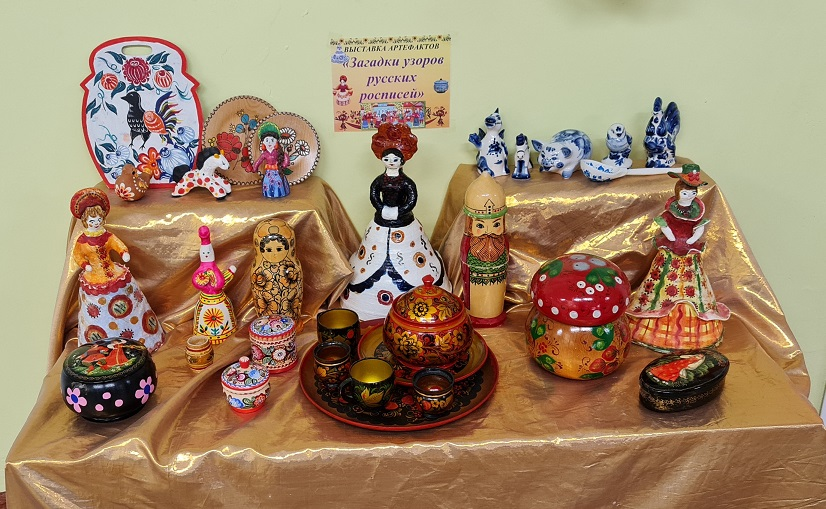 ВЫСТАВКА АРТЕФАКТОВ
«Загадки узоров
русских
росписей»